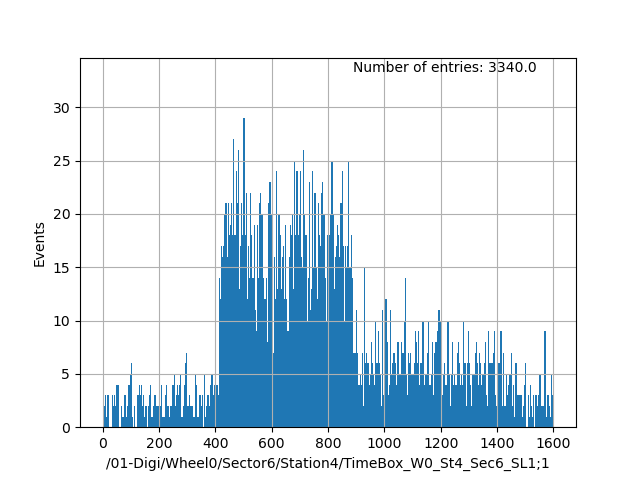 Number of entries: 3340.0
30
25
20
15
10
5
0
Events
0 200 400 600 800 1000 1200 1400 1600
/01-Digi/Wheel0/Sector6/Station4/TimeBox_W0_St4_Sec6_SL1;1